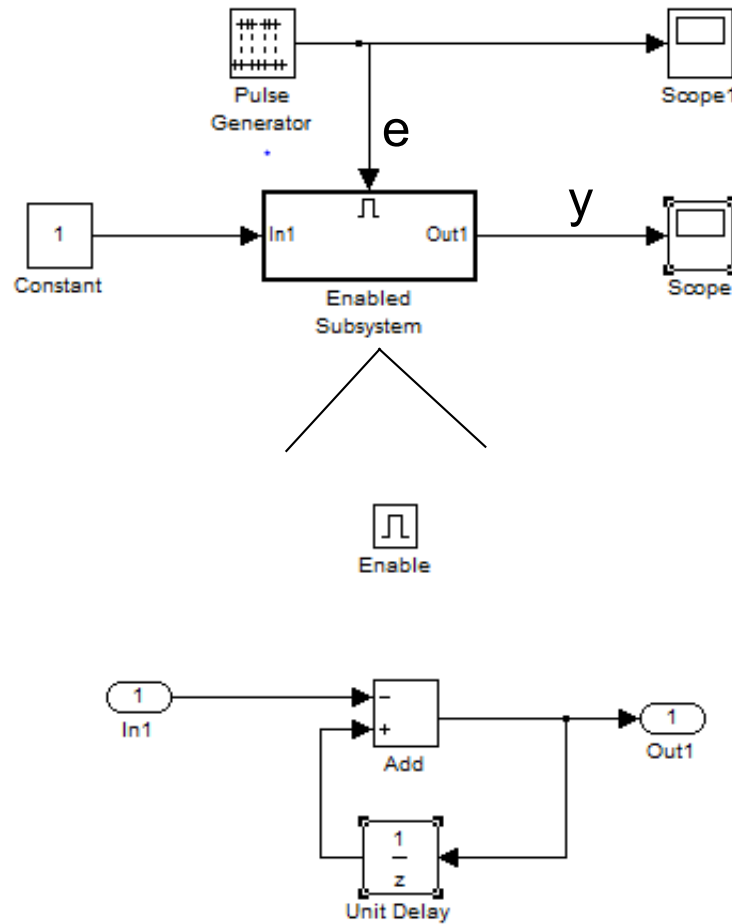 Pulse
Generator
Scope1
e
1
Constant
In1
Out1
y
Scope
Enabled
Subsystem
Enable
1
In1
−
+
Add
1
Out1
1
z
Unit Delay